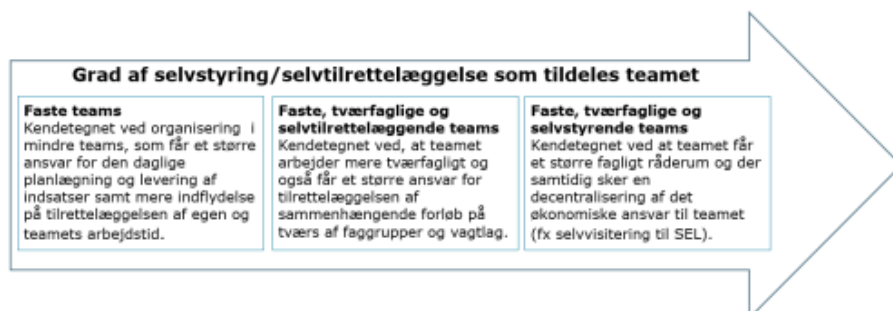 Grad af selvstyring/selvtilrettelæggelse som tildeles teamet
Faste teams
Kendetegnet ved organisering i
mindre teams, som får et større
ansvar for den daglige
planlægning og levering af
indsatser samt mere indflydelse
på tilrettelæggelsen af egen og
teamets arbejdstid.
Faste, tværfaglige og
selvtilrettelæggende teams
Kendetegnet ved, at teamet
arbejder mere tværfagligt og
også får et større ansvar for
tilrettelæggelsen af
sammenhængende forløb på
tværs af faggrupper og vagtlag.
Faste, tværfaglige og
selvstyrende teams
Kendetegnet ved at teamet får
et større fagligt råderum og der
samtidig sker en
decentralisering af det
økonomiske ansvar til teamet
(fx selvvisitering til SEL).